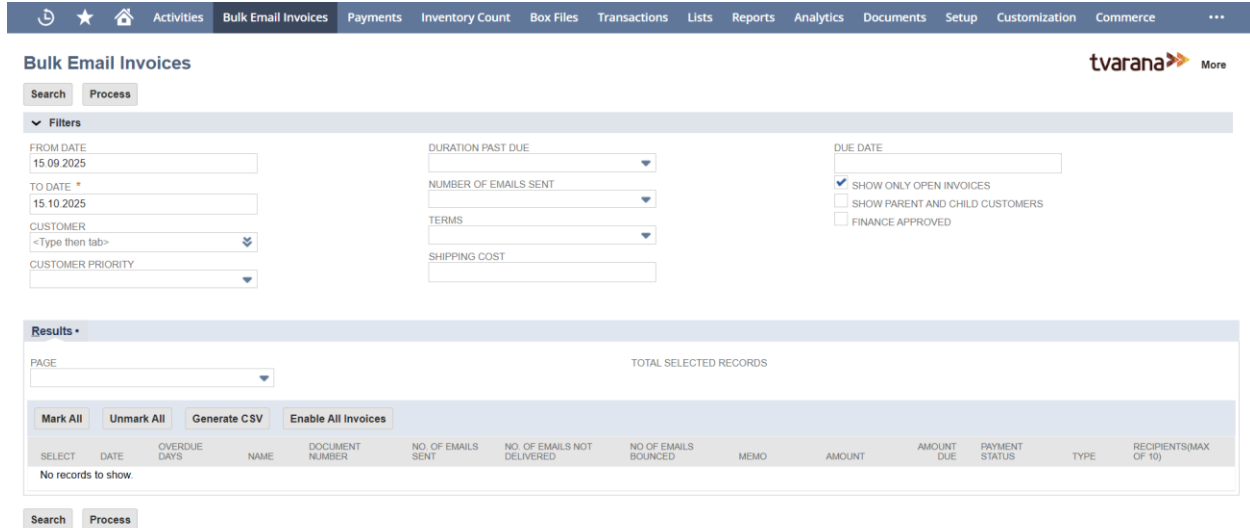 Activities Bulk Email Invoices Payments Inventory Count Box Files Transactions Lists Reports Analytics Documents Setup Customization Commerce ...
Bulk Email Invoices
tvarana More
Search Process
Filters
FROM DATE
15.09.2025
TO DATE *
15.10.2025
CUSTOMER
<Type then tab>
CUSTOMER PRIORITY
DURATION PAST DUE
NUMBER OF EMAILS SENT
TERMS
SHIPPING COST
DUE DATE
SHOW ONLY OPEN INVOICES
SHOW PARENT AND CHILD CUSTOMERS
FINANCE APPROVED
Results •
PAGE
TOTAL SELECTED RECORDS
Mark All Unmark All Generate CSV Enable All Invoices
SELECT DATE OVERDUE DAYS NAME DOCUMENT NUMBER NO. OF EMAILS SENT NO. OF EMAILS NOT DELIVERED NO OF EMAILS BOUNCED MEMO AMOUNT AMOUNT DUE PAYMENT STATUS TYPE RECIPIENTS(MAX OF 10)
No records to show.
Search Process